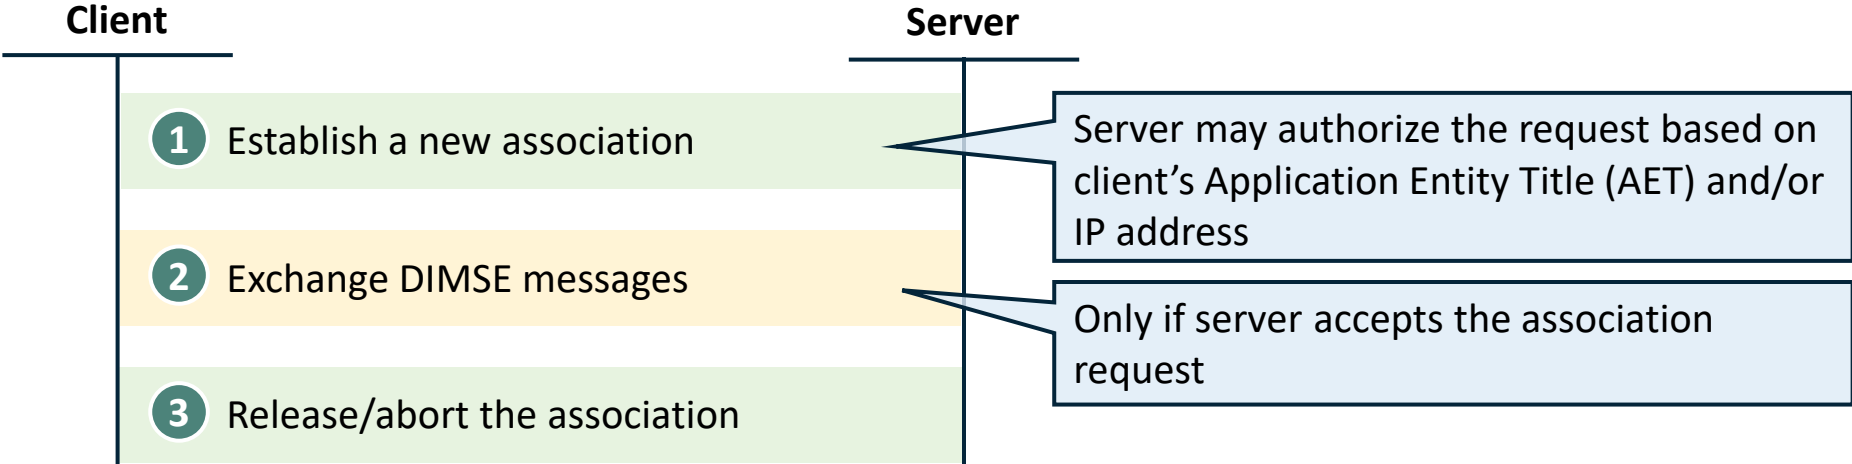 Client
Server
1 Establish a new association
Server may authorize the request based on
client’s Application Entity Title (AET) and/or
IP address
2 Exchange DIMSE messages
Only if server accepts the association
request
3 Release/abort the association